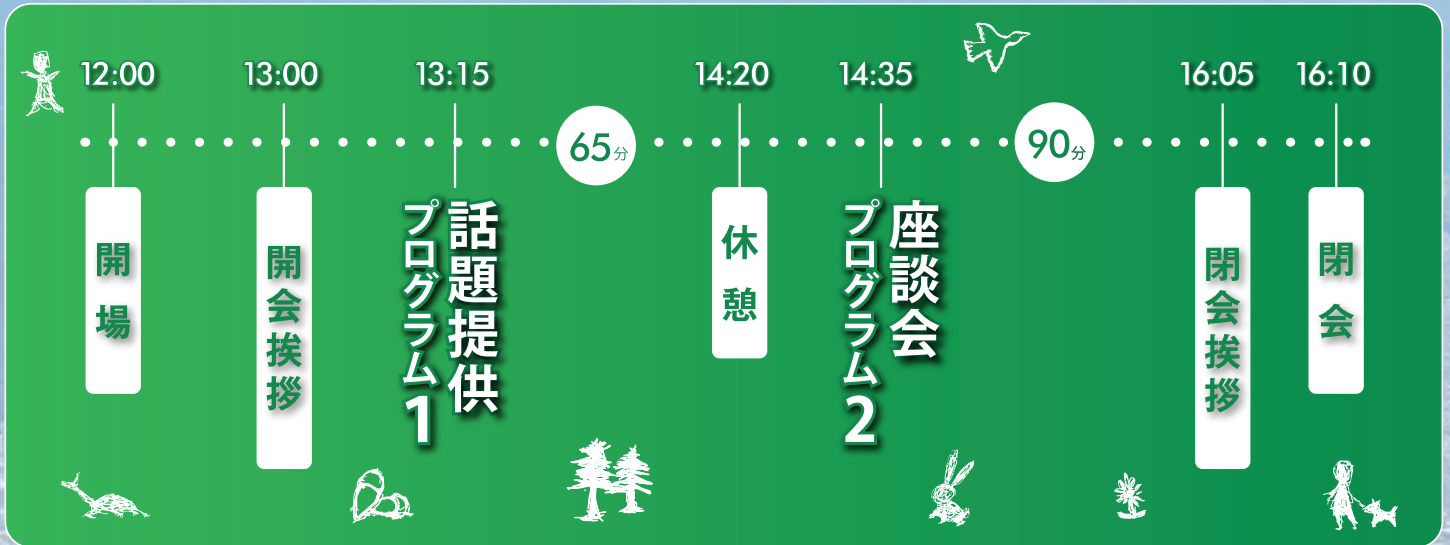 12:00
開場
13:00
開会挨拶
13:15
話題提供
プログラム1
65分
14:20
休憩
14:35
座談会
プログラム2
90分
16:05
閉会挨拶
16:10
閉会